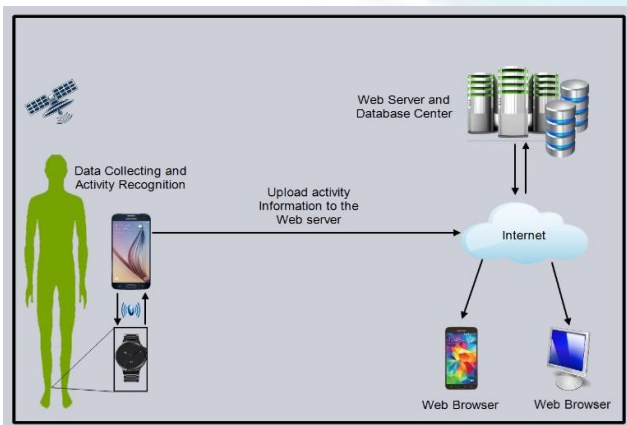 Web Server and
Database Center
Data Collecting and
Activity Recognition
Upload activity
Information to the
Web server
Internet
Web Browser
Web Browser